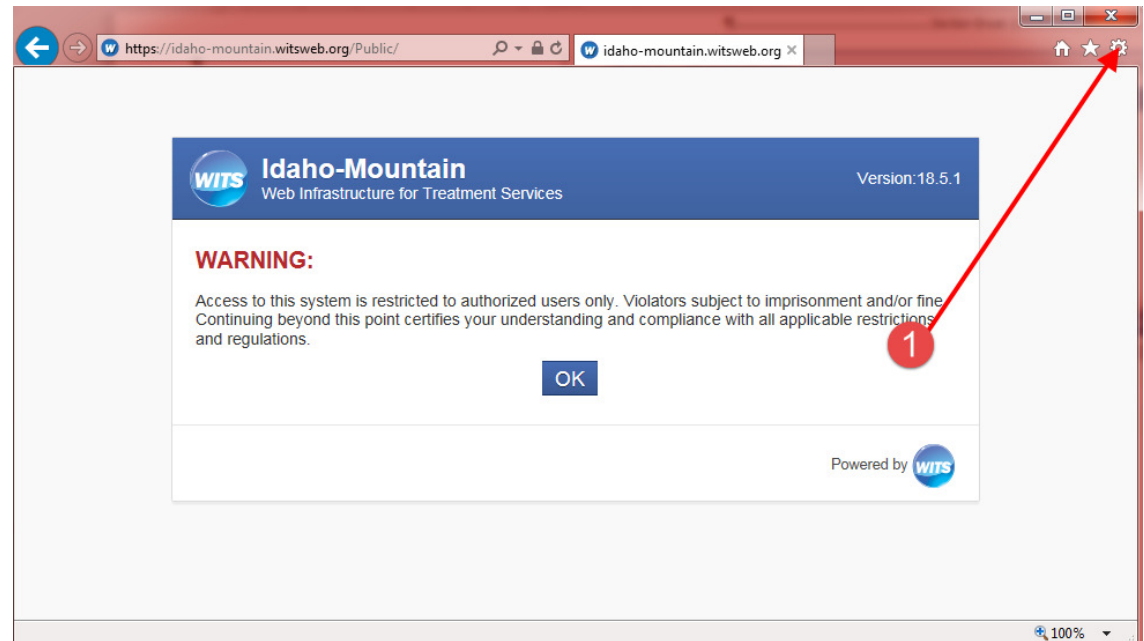 https://idaho-mountain.witsweb.org/Public/
idaho-mountain.witsweb.org
WITS
Idaho-Mountain
Web Infrastructure for Treatment Services
Version:18.5.1
WARNING:
Access to this system is restricted to authorized users only. Violators subject to imprisonment and/or fine.
Continuing beyond this point certifies your understanding and compliance with all applicable restrictions
and regulations.
1
OK
Powered by WITS
100%